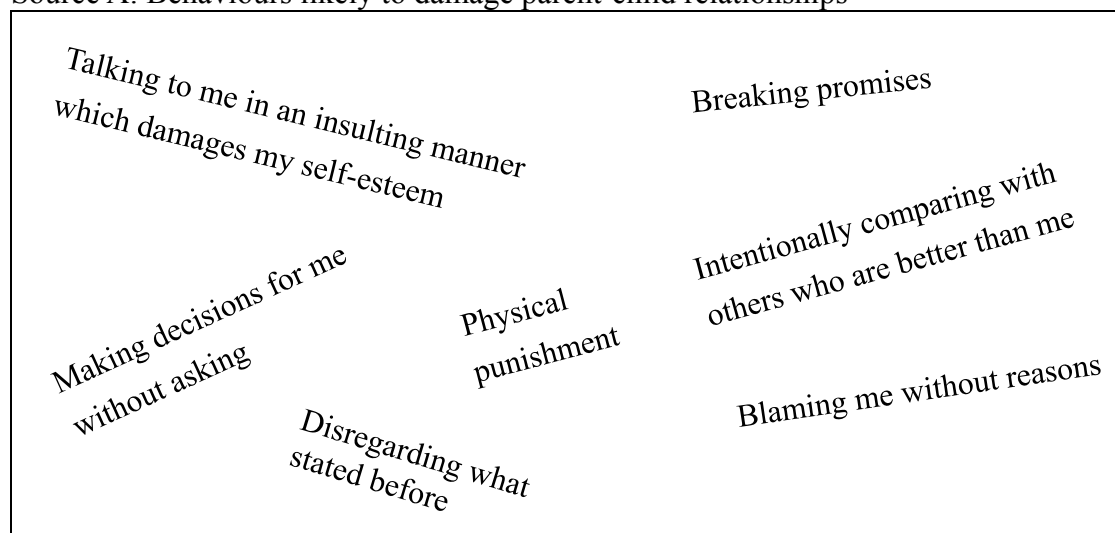 Source A: Behaviours likely to damage parent-child relationships
Talking to me in an insulting manner
which damages my self-esteem
Breaking promises
Intentionally comparing with
others who are better than me
Making decisions for me
without asking
Physical
punishment
Blaming me without reasons
Disregarding what
stated before